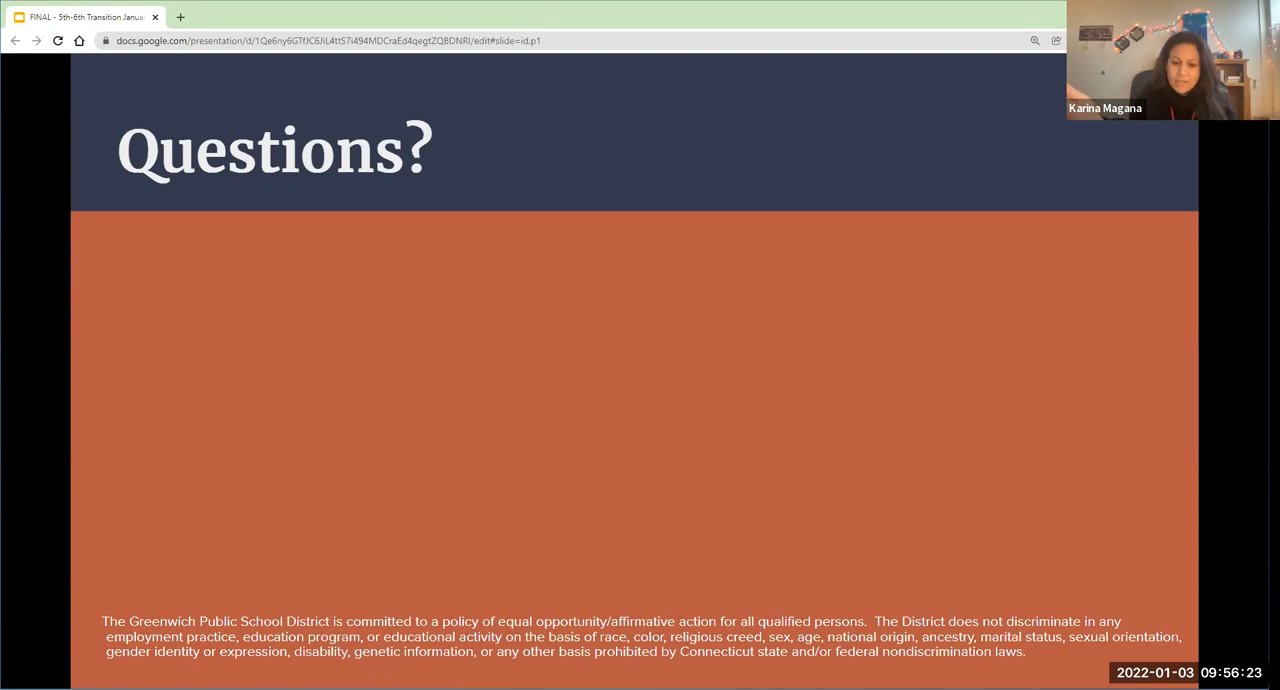 FINAL - 5th-6th Transition Janua
docs.google.com/presentation/d/1Qe6ny6GTfJC6JiL4ttS7i494MDCraEd4qegtZQBDNRI/edit#slide=id.p1
Karina Magana
Questions?
The Greenwich Public School District is committed to a policy of equal opportunity/affirmative action for all qualified persons.  The District does not discriminate in any
employment practice, education program, or educational activity on the basis of race, color, religious creed, sex, age, national origin, ancestry, marital status, sexual orientation,
gender identity or expression, disability, genetic information, or any other basis prohibited by Connecticut state and/or federal nondiscrimination laws.
2022-01-03 09:56:23